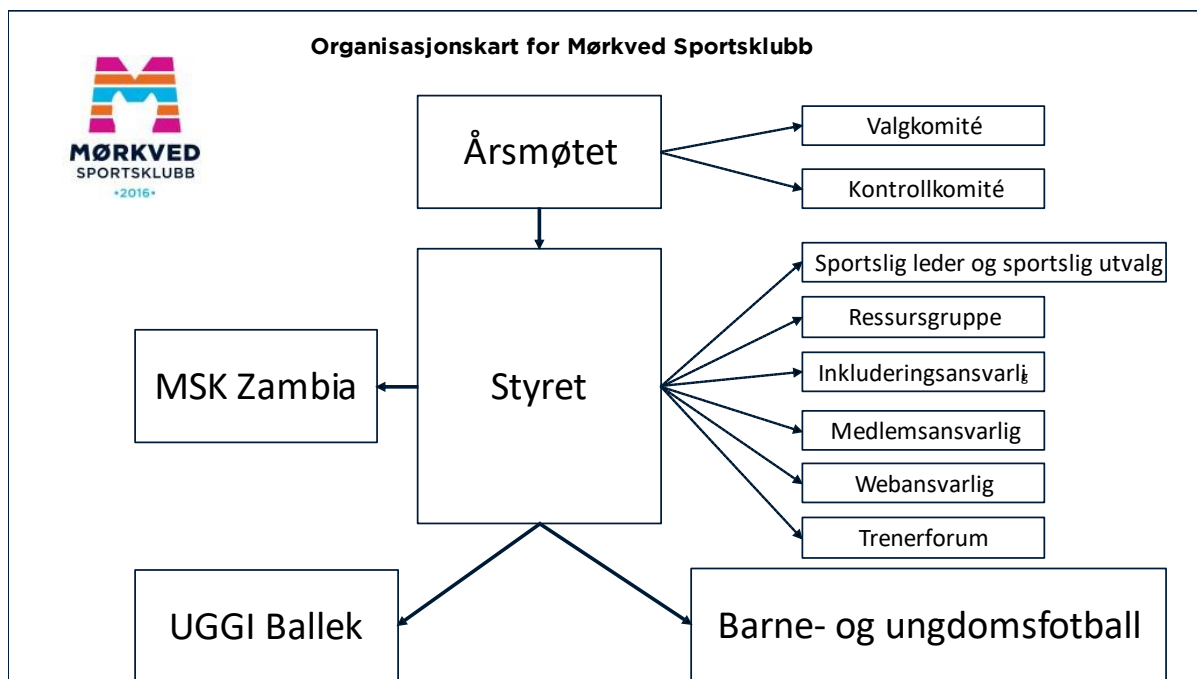 Organisasjonskart for Mørkved Sportsklubb
MØRKVED
SPORTSKLUBB
•2016•
Årsmøtet
Valgkomité
Kontrollkomité
Styret
Sportslig leder og sportslig utvalg
Ressursgruppe
Inkluderingsansvarlig
Medlemsansvarlig
Webansvarlig
Trenerforum
MSK Zambia
UGGI Ballek
Barne- og ungdomsfotball